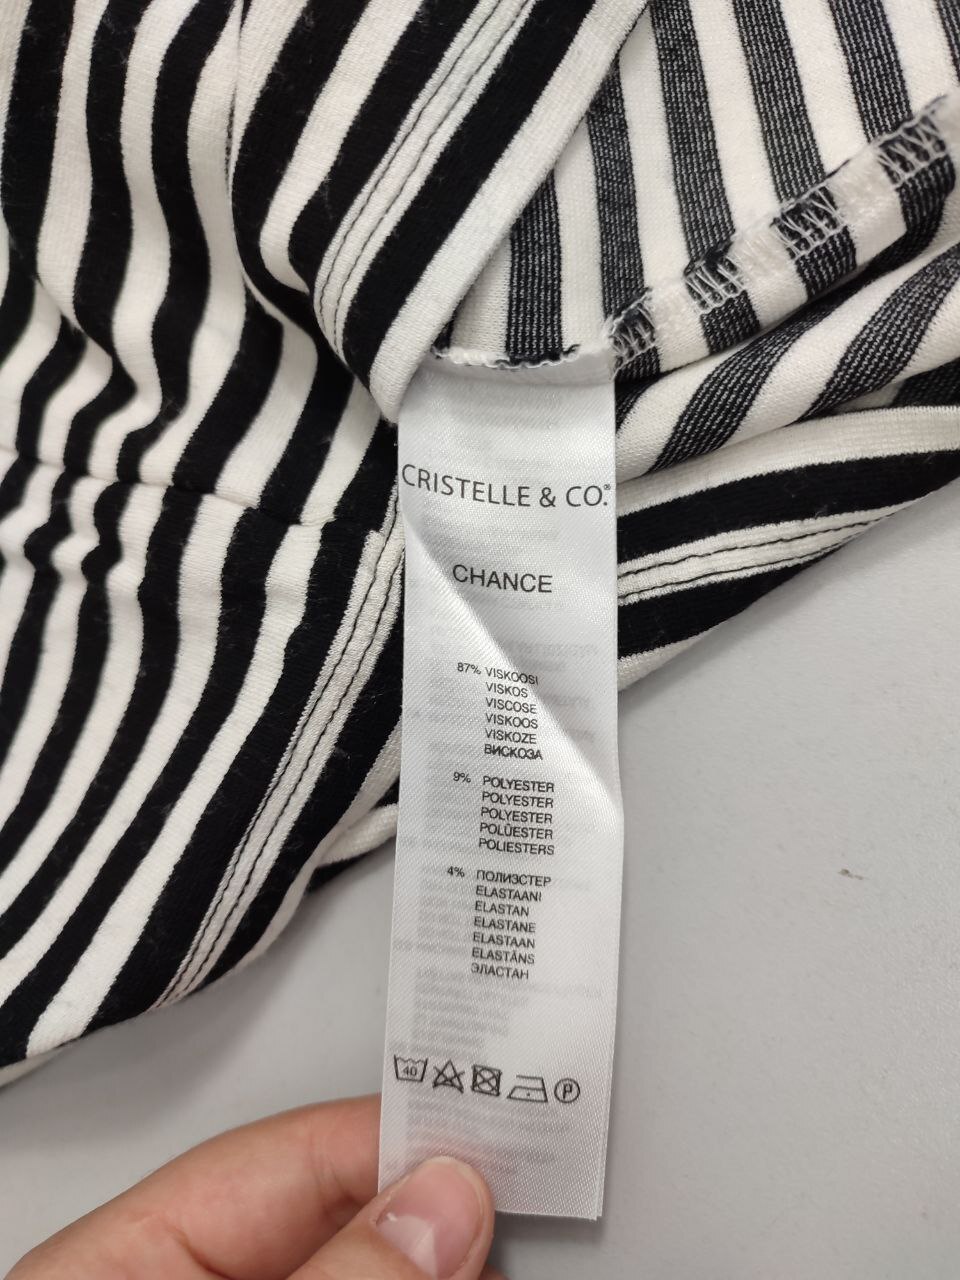 CRISTELLE & CO.®
CHANCE
87% VISKOOSI
VISKOS
VISCOSE
VISKOOS
VISKOZE
ВИСКОЗА
9% POLYESTER
POLYESTER
POLYESTER
POLÜESTER
POLIESTERS
4% ПОЛИЭСТЕР
ELASTAANI
ELASTAN
ELASTANE
ELASTAAN
ELASTĀNS
ЭЛАСТАН
40
P